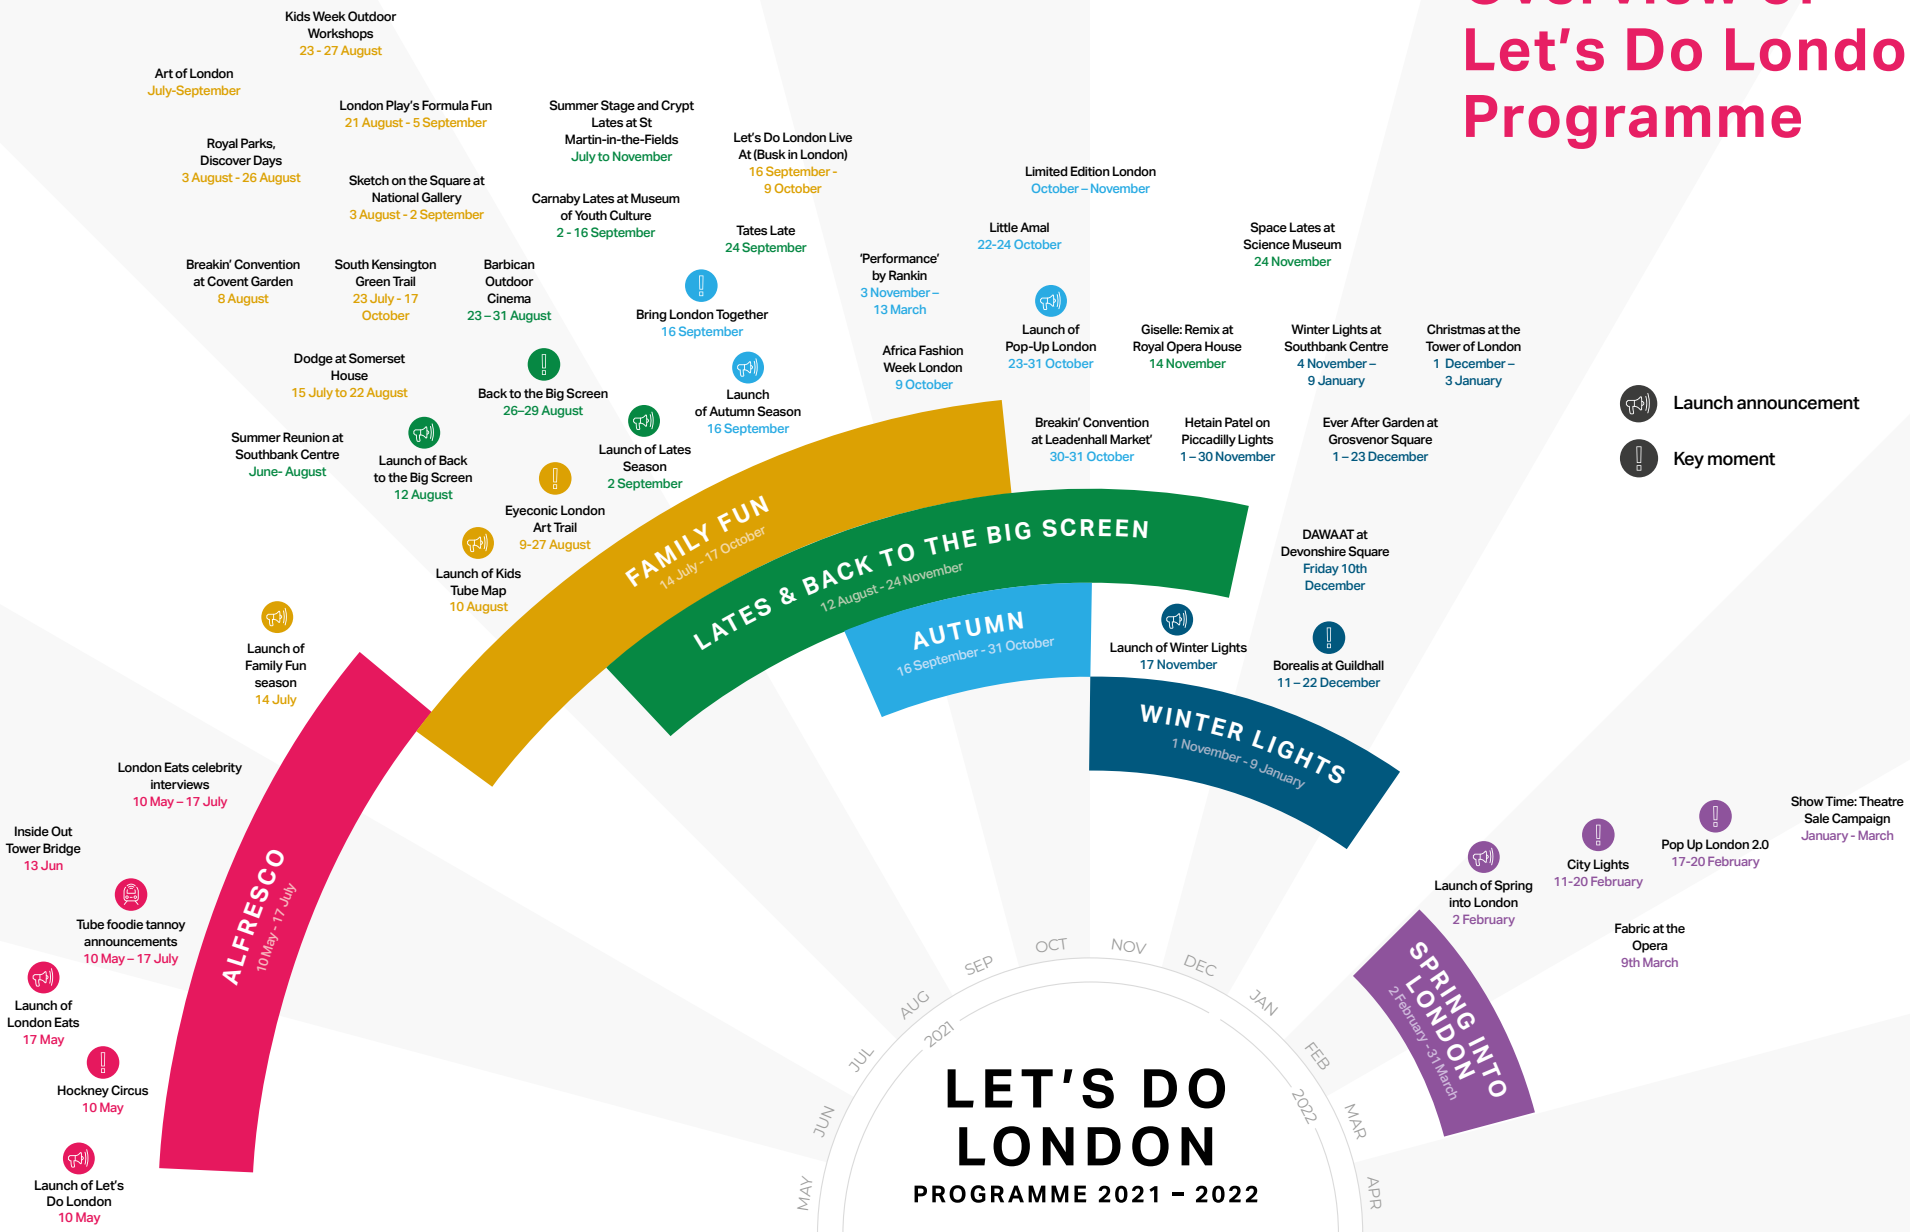 Let's Do Londo
Programme
Kids Week Outdoor
Workshops
23 - 27 August
Art of London
July-September
London Play's Formula Fun
21 August - 5 September
Summer Stage and Crypt
Lates at St
Martin-in-the-Fields
July to November
Let's Do London Live
At (Busk in London)
16 September -
9 October
Royal Parks,
Discover Days
3 August - 26 August
Sketch on the Square at
National Gallery
3 August - 2 September
Carnaby Lates at Museum
of Youth Culture
2 - 16 September
Tates Late
24 September
Limited Edition London
October – November
Little Amal
22-24 October
Space Lates at
Science Museum
24 November
Breakin' Convention
at Covent Garden
8 August
South Kensington
Green Trail
23 July - 17
October
Barbican
Outdoor
Cinema
23 – 31 August
Bring London Together
16 September
'Performance'
by Rankin
3 November –
13 March
Launch of
Pop-Up London
23-31 October
Giselle: Remix at
Royal Opera House
14 November
Winter Lights at
Southbank Centre
4 November –
9 January
Christmas at the
Tower of London
1 December –
3 January
Dodge at Somerset
House
15 July to 22 August
Back to the Big Screen
26–29 August
Launch
of Autumn Season
16 September
Africa Fashion
Week London
9 October
Launch announcement
Key moment
Summer Reunion at
Southbank Centre
June- August
Launch of Back
to the Big Screen
12 August
Launch of Lates
Season
2 September
Breakin' Convention
at Leadenhall Market'
30-31 October
Hetain Patel on
Piccadilly Lights
1 – 30 November
Ever After Garden at
Grosvenor Square
1 – 23 December
Eyeconic London
Art Trail
9-27 August
Launch of Kids
Tube Map
10 August
DAWAAT at
Devonshire Square
Friday 10th
December
Launch of
Family Fun
season
14 July
Launch of Winter Lights
17 November
Borealis at Guildhall
11 – 22 December
FAMILY FUN
14 July - 17 October
LATES & BACK TO THE BIG SCREEN
12 August - 24 November
AUTUMN
16 September - 31 October
WINTER LIGHTS
1 November - 9 January
London Eats celebrity
interviews
10 May – 17 July
Inside Out
Tower Bridge
13 Jun
Tube foodie tannoy
announcements
10 May – 17 July
Launch of
London Eats
17 May
Hockney Circus
10 May
Launch of Let's
Do London
10 May
ALFRESCO
10 May - 17 July
Launch of Spring
into London
2 February
City Lights
11-20 February
Pop Up London 2.0
17-20 February
Show Time: Theatre
Sale Campaign
January - March
Fabric at the
Opera
9th March
SPRING INTO
LONDON
2 February - 31 March
MAY
JUN
JUL
AUG
SEP
OCT
NOV
DEC
JAN
FEB
MAR
APR
2021
2022
LET'S DO
LONDON
PROGRAMME 2021 – 2022